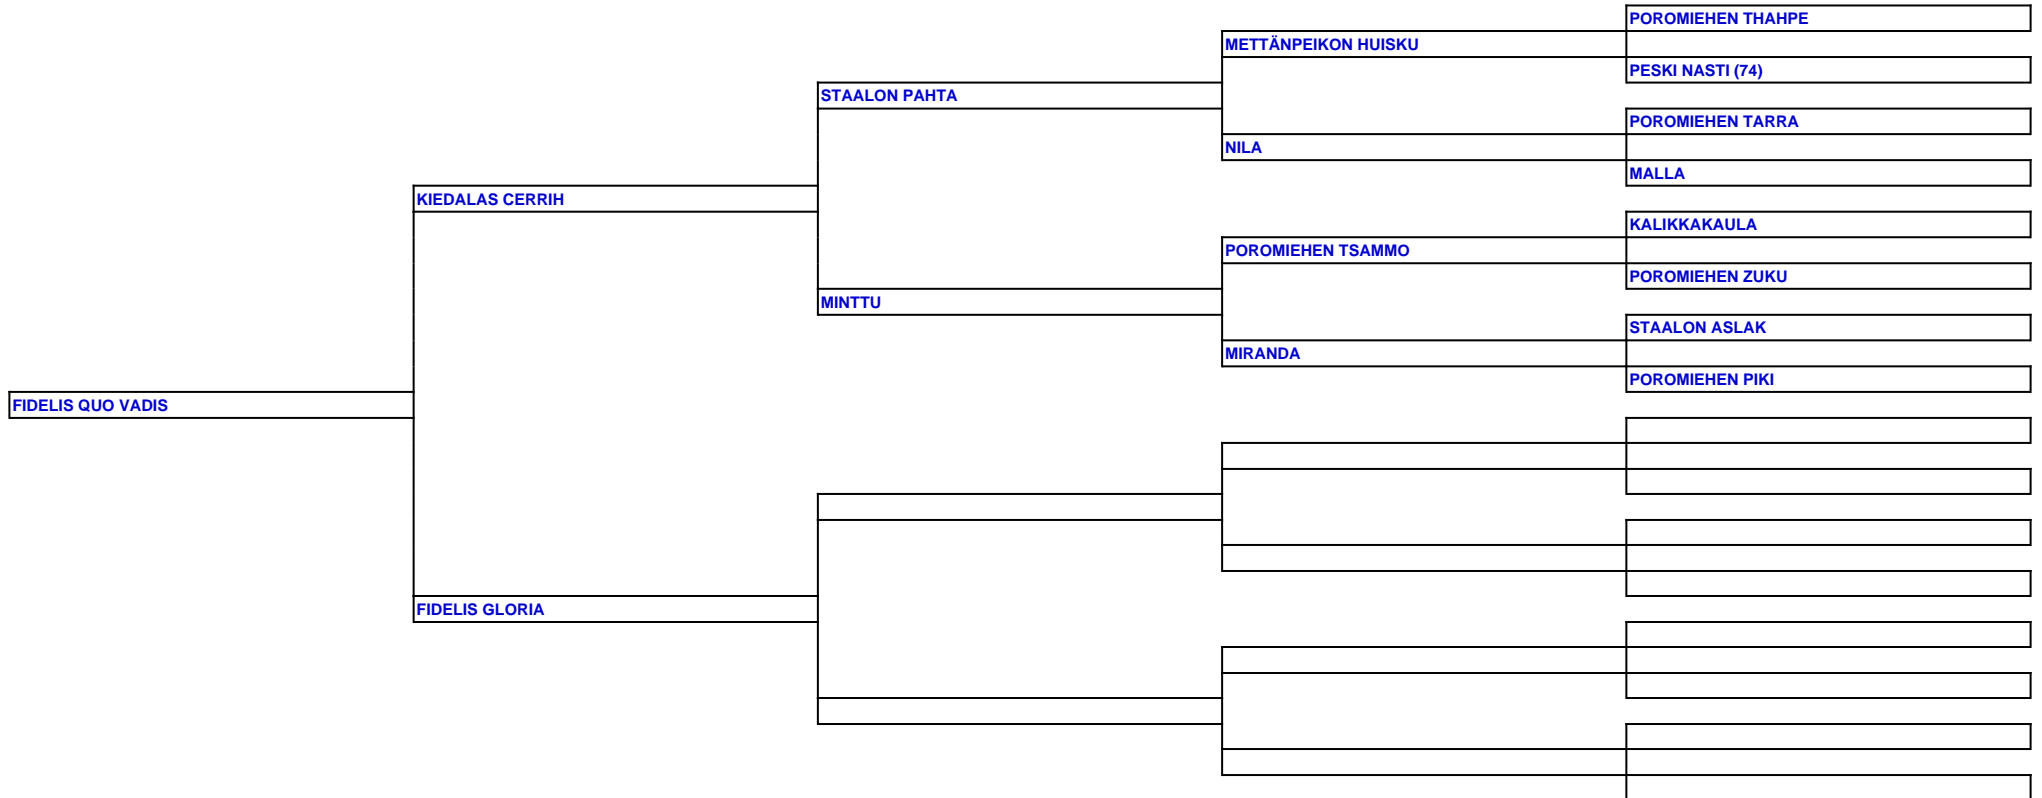 POROMIEHEN THAHPE
METTÄNPEIKON HUISKU
PESKI NASTI (74)
STAALON PAHTA
POROMIEHEN TARRA
NILA
MALLA
KIEDALAS CERRIH
KALIKKAKAULA
POROMIEHEN TSAMMO
POROMIEHEN ZUKU
MINTTU
STAALON ASLAK
MIRANDA
POROMIEHEN PIKI
FIDELIS QUO VADIS
FIDELIS GLORIA